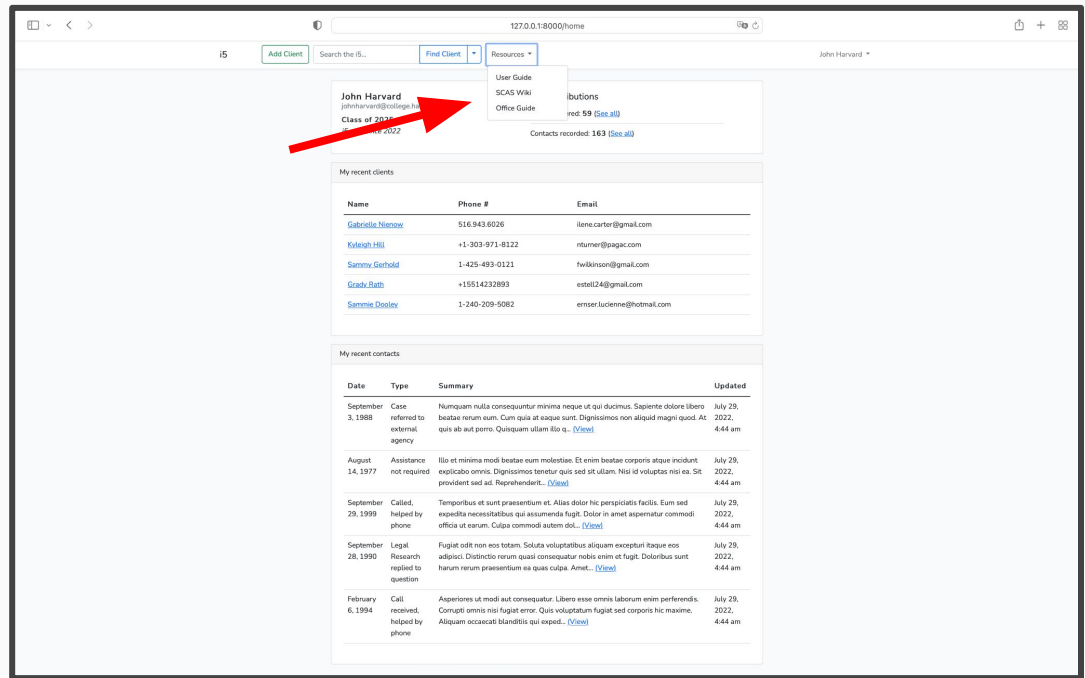 127.0.0.1:8000/home
i5 Add Client Search the i5... Find Client Resources John Harvard
User Guide
SCAS Wiki
Office Guide
John Harvard
johnharvard@college.ha
Class of 202
2022
ibutions
red: 59 (See all)
Contacts recorded: 163 (See all)
My recent clients
Name Phone # Email
Gabrielle Nienow 516.943.6026 ilene.carter@gmail.com
Kyleigh Hill +1-303-971-8122 nturner@pagac.com
Sammy Gerhold 1-425-493-0121 fwilkinson@gmail.com
Grady Rath +15514232893 estell24@gmail.com
Sammie Dooley 1-240-209-5082 ernser.lucienne@hotmail.com
My recent contacts
Date Type Summary Updated
September 3, 1988 Case referred to external agency Numquam nulla consequuntur minima neque ut qui ducimus. Sapiente dolore libero beatae rerum eum. Cum quia at eaque sunt. Dignissimos non aliquid magni quod. At quis ab aut porro. Quisquam ullam illo q... (View) July 29, 2022, 4:44 am
August 14, 1977 Assistance not required Illo et minima modi beatae eum molestiae. Et enim beatae corporis atque incidunt explicabo omnis. Dignissimos tenetur quis sed sit ullam. Nisi id voluptas nisi ea. Sit provident sed ad. Reprehenderit... (View) July 29, 2022, 4:44 am
September 29, 1999 Called, helped by phone Temporibus et sunt praesentium et. Alias dolor hic perspiciatis facilis. Eum sed expedita necessitatibus qui assumenda fugit. Dolor in amet aspernatur commodi officia ut earum. Culpa commodi autem dol... (View) July 29, 2022, 4:44 am
September 28, 1990 Legal Research replied to question Fugiat odit non eos totam. Soluta voluptatibus aliquam excepturi itaque eos adipisci. Distinctio rerum quasi consequatur nobis enim et fugit. Doloribus sunt harum rerum praesentium ea quas culpa. Amet... (View) July 29, 2022, 4:44 am
February 6, 1994 Call received, helped by phone Asperiores ut modi aut consequatur. Libero esse omnis laborum enim perferendis. Corrupti omnis nisi fugiat error. Quis voluptatum fugiat sed corporis hic maxime. Aliquam occaecati blanditiis qui exped... (View) July 29, 2022, 4:44 am